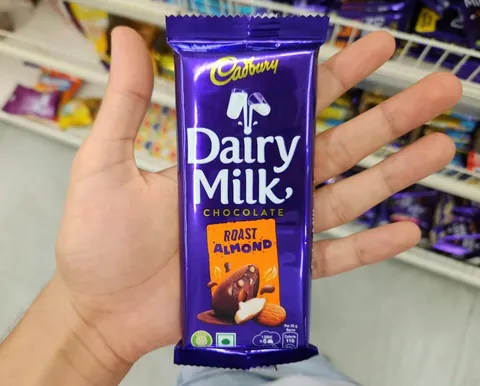 Cadbury
Dairy
Milk
CHOCOLATE
ROAST
ALMOND